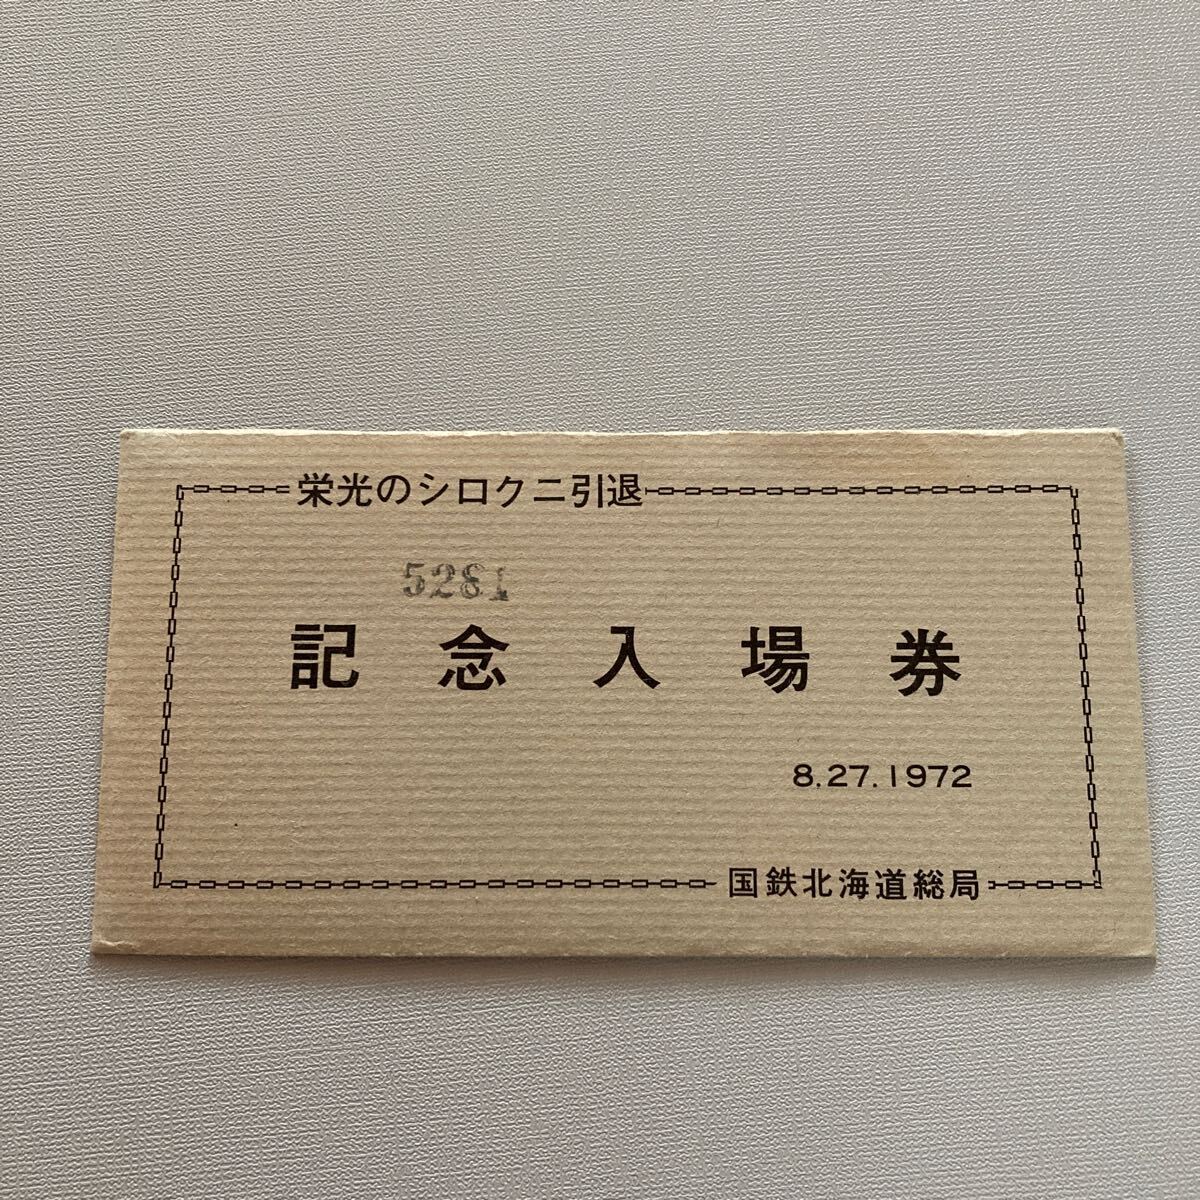 栄光のシロクニ引退
5281
記念入場券
8.27.1972
国鉄北海道総局